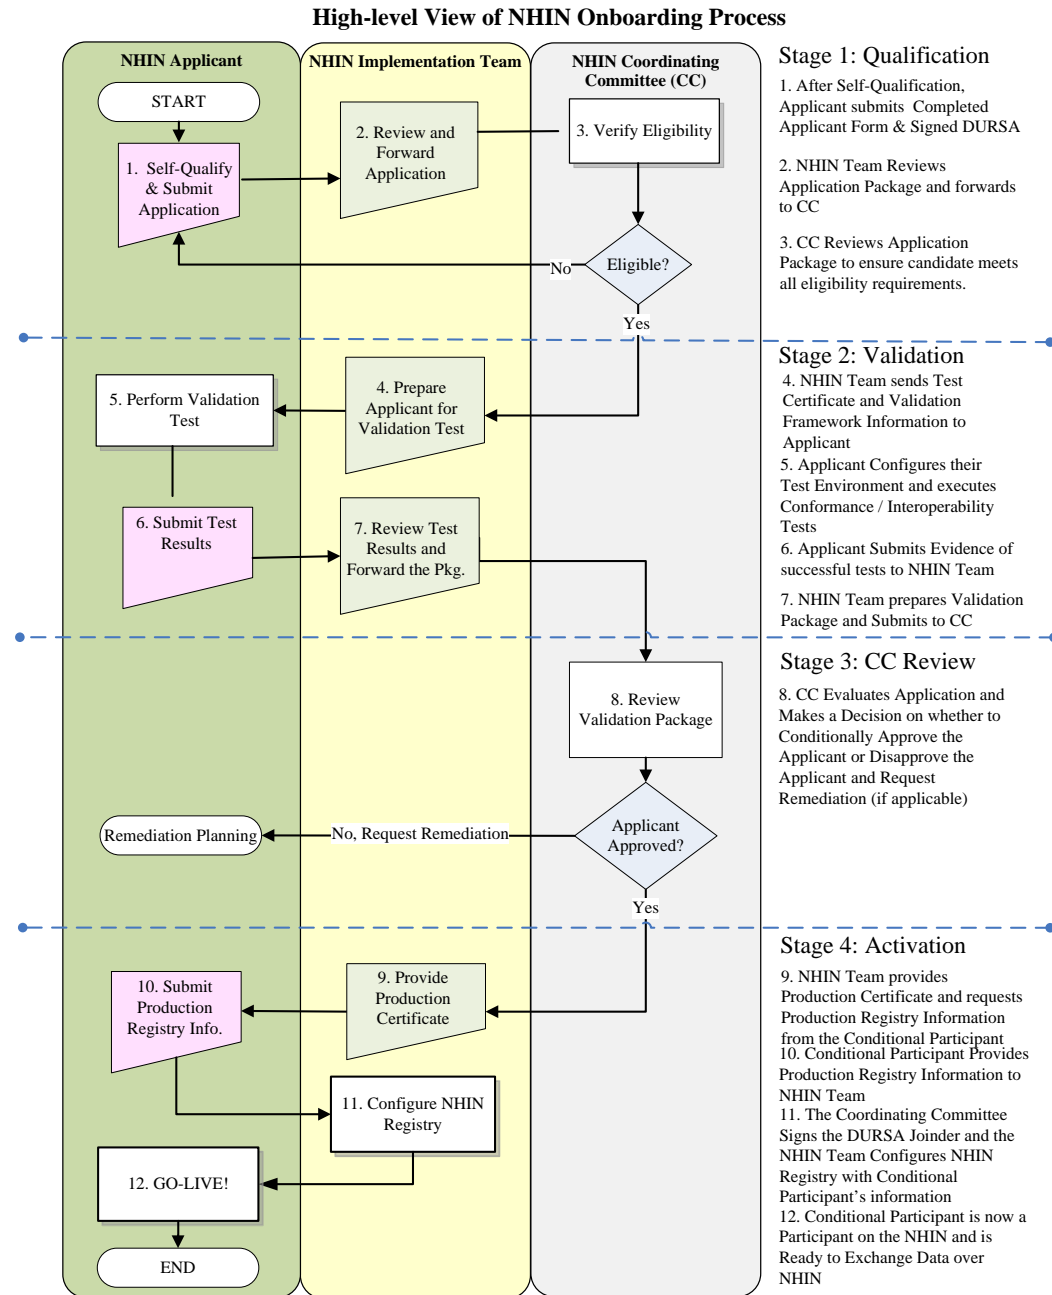 High-level View of NHIN Onboarding Process
NHIN Applicant
NHIN Implementation Team
NHIN Coordinating
Committee (CC)
START
1. Self-Qualify
& Submit
Application
2. Review and
Forward
Application
3. Verify Eligibility
Eligible?
No
Yes
Stage 1: Qualification
1. After Self-Qualification,
Applicant submits Completed
Applicant Form & Signed DURSA
2. NHIN Team Reviews
Application Package and forwards
to CC
3. CC Reviews Application
Package to ensure candidate meets
all eligibility requirements.
4. Prepare
Applicant for
Validation Test
5. Perform Validation
Test
6. Submit Test
Results
7. Review Test
Results and
Forward the Pkg.
Stage 2: Validation
4. NHIN Team sends Test
Certificate and Validation
Framework Information to
Applicant
5. Applicant Configures their
Test Environment and executes
Conformance / Interoperability
Tests
6. Applicant Submits Evidence of
successful tests to NHIN Team
7. NHIN Team prepares Validation
Package and Submits to CC
8. Review
Validation Package
Applicant
Approved?
No, Request Remediation
Remediation Planning
Yes
Stage 3: CC Review
8. CC Evaluates Application and
Makes a Decision on whether to
Conditionally Approve the
Applicant or Disapprove the
Applicant and Request
Remediation (if applicable)
9. Provide
Production
Certificate
10. Submit
Production
Registry Info.
11. Configure NHIN
Registry
12. GO-LIVE!
END
Stage 4: Activation
9. NHIN Team provides
Production Certificate and requests
Production Registry Information
from the Conditional Participant
10. Conditional Participant Provides
Production Registry Information to
NHIN Team
11. The Coordinating Committee
Signs the DURSA Joinder and the
NHIN Team Configures NHIN
Registry with Conditional
Participant's information
12. Conditional Participant is now a
Participant on the NHIN and is
Ready to Exchange Data over
NHIN